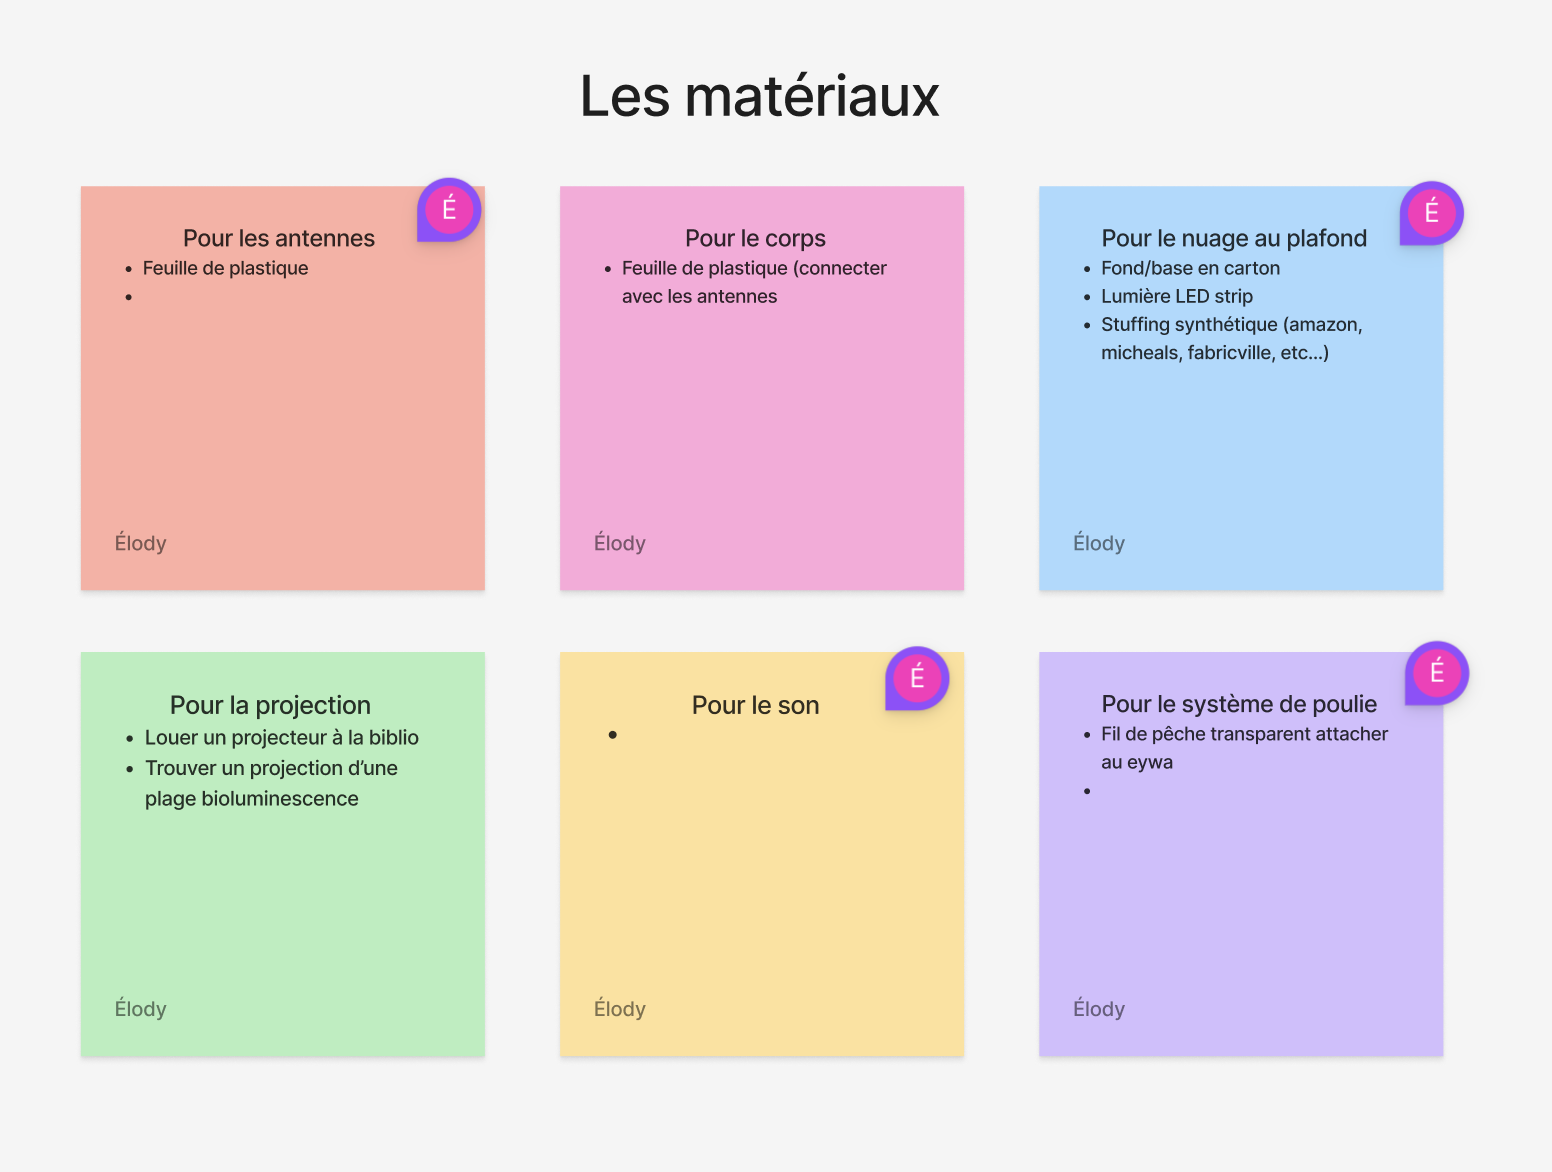 Les matériaux
É
Pour les antennes
• Feuille de plastique
•
Élody
Pour le corps
• Feuille de plastique (connecter
avec les antennes
Élody
É
Pour le nuage au plafond
• Fond/base en carton
• Lumière LED strip
• Stuffing synthétique (amazon,
micheals, fabricville, etc...)
Élody
Pour la projection
• Louer un projecteur à la biblio
• Trouver un projection d’une
plage bioluminescence
Élody
É
Pour le son
•
Élody
É
Pour le système de poulie
• Fil de pêche transparent attacher
au eywa
•
Élody